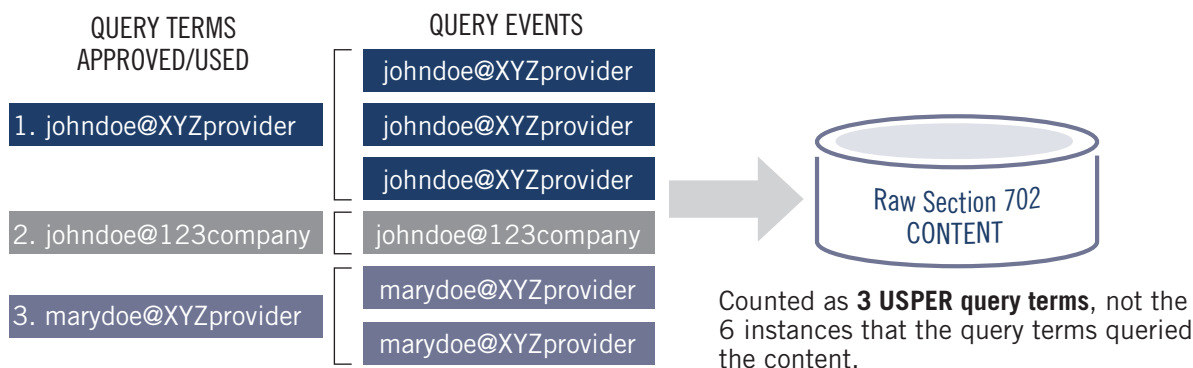 QUERY TERMS
APPROVED/USED
1. johndoe@XYZprovider
2. johndoe@123company
3. marydoe@XYZprovider
QUERY EVENTS
johndoe@XYZprovider
johndoe@XYZprovider
johndoe@XYZprovider
johndoe@123company
marydoe@XYZprovider
marydoe@XYZprovider
Raw Section 702
CONTENT
Counted as 3 USPER query terms, not the
6 instances that the query terms queried
the content.